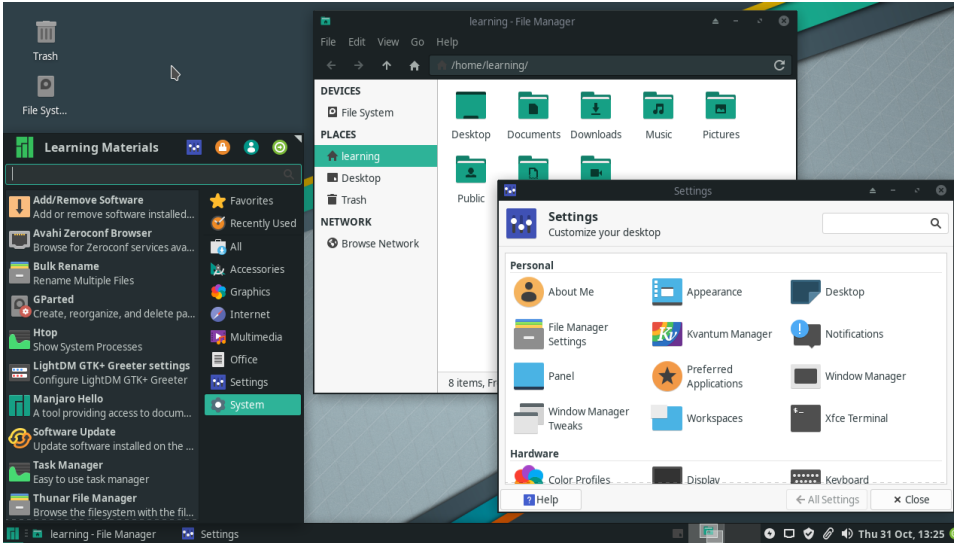 Trash
File Syst...
Learning Materials
Add/Remove Software
Add or remove software installed...
Avahi Zeroconf Browser
Browse for Zeroconf services ava...
Bulk Rename
Rename Multiple Files
GParted
Create, reorganize, and delete pa...
Htop
Show System Processes
LightDM GTK+ Greeter settings
Configure LightDM GTK+ Greeter
Manjaro Hello
A tool providing access to docum...
Software Update
Update software installed on the ...
Task Manager
Easy to use task manager
Thunar File Manager
Browse the filesystem with the fil...
Favorites
Recently Used
All
Accessories
Graphics
Internet
Multimedia
Office
Settings
System
learning - File Manager
File Edit View Go Help
/home/learning/
DEVICES
File System
PLACES
learning
Desktop
Trash
NETWORK
Browse Network
Desktop Documents Downloads Music Pictures
Public
8 items, Fr
Settings
Settings
Customize your desktop
Personal
About Me Appearance Desktop
File Manager
Settings
Kvantum Manager
Notifications
Panel
Preferred
Applications
Window Manager
Window Manager
Tweaks
Workspaces
Xfce Terminal
Hardware
Color Profiles Display Keyboard
Help
All Settings
Close
learning - File Manager
Settings
Thu 31 Oct, 13:25